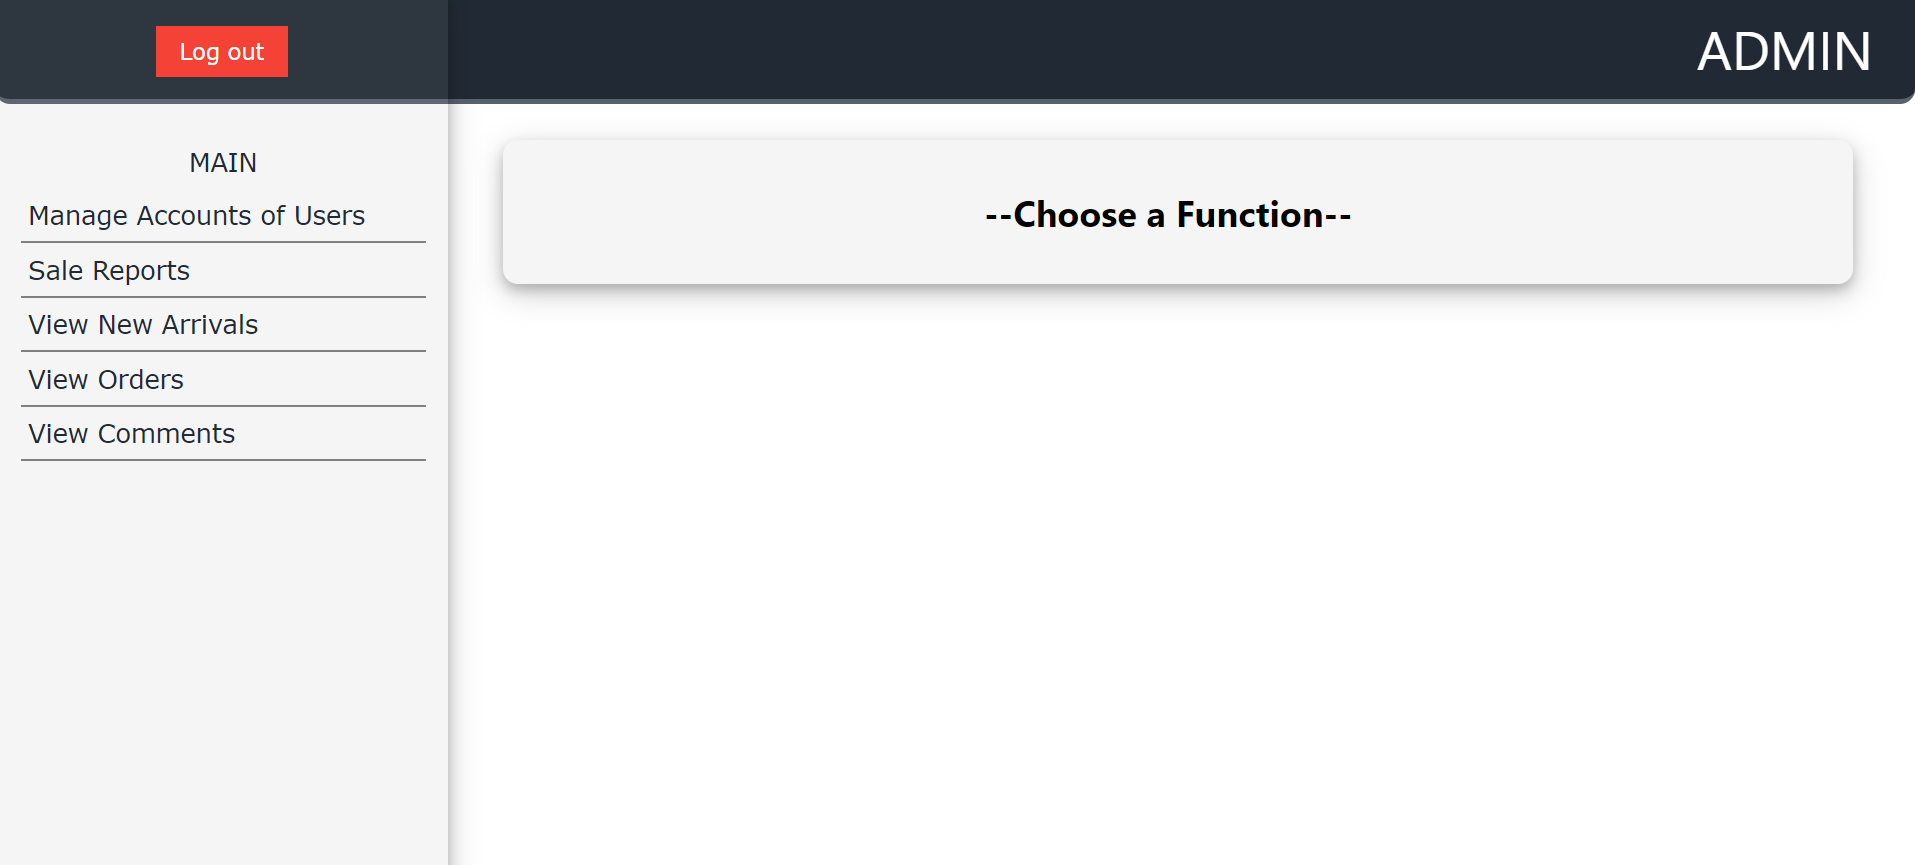 Log out
ADMIN
MAIN
Manage Accounts of Users
Sale Reports
View New Arrivals
View Orders
View Comments
--Choose a Function--